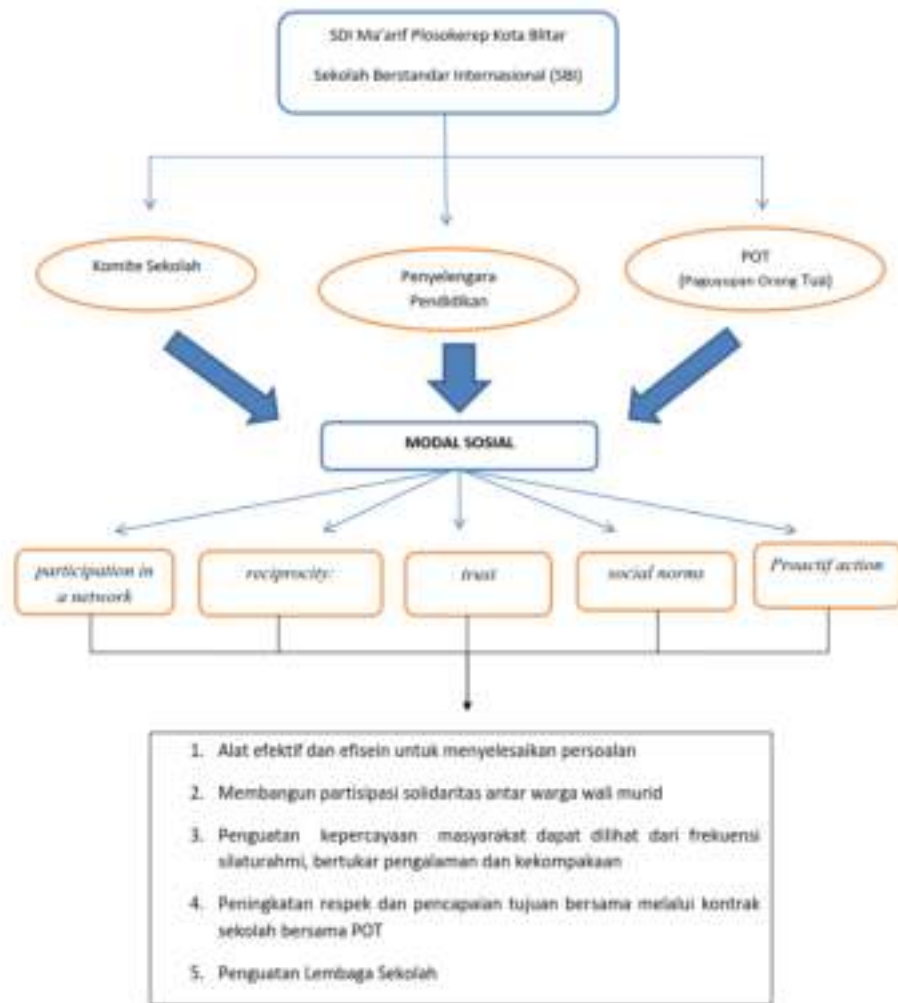 SDI Ma'arif Plosokerep Kota Blitar
Sekolah Berstandar Internasional (SBI)
Komite Sekolah
Penyelengara
Pendidikan
POT
(Paguyupan Orang Tua)
MODAL SOSIAL
participation in
a network
reciprocity:
trust
social norms
Proactif action
1. Alat efektif dan efisein untuk menyelesaikan persoalan
2. Membangun partisipasi solidaritas antar warga wali murid
3. Penguatan kepercayaan masyarakat dapat dilihat dari frekuensi
silaturahmi, bertukar pengalaman dan kekompakaan
4. Peningkatan respek dan pencapaian tujuan bersama melalui kontrak
sekolah bersama POT
5. Penguatan Lembaga Sekolah